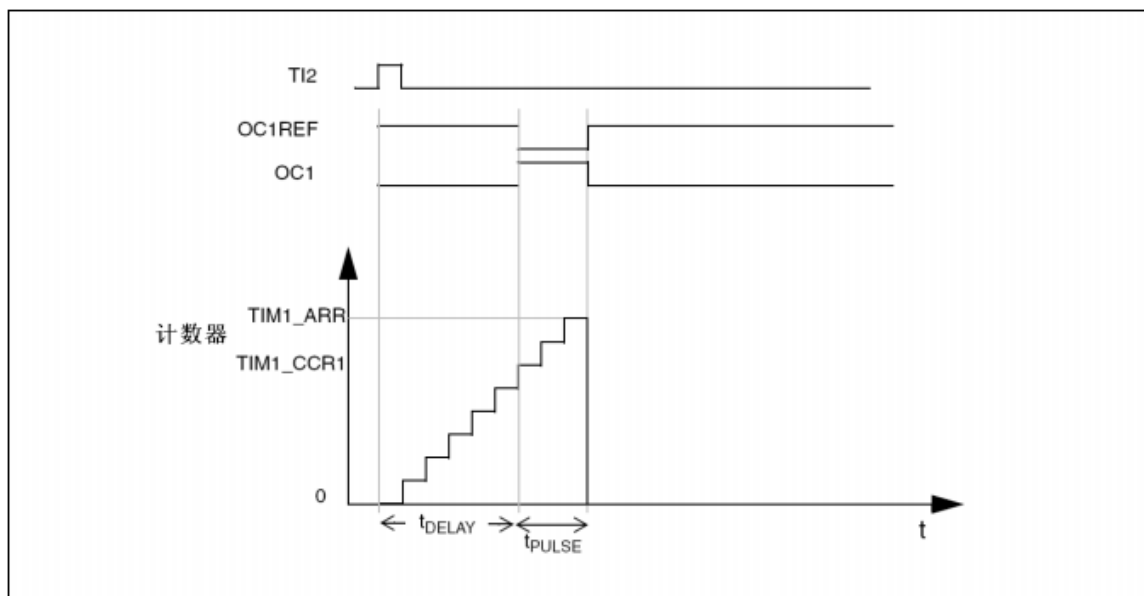 TI2
OC1REF
OC1
TIM1_ARR
计数器
TIM1_CCR1
0
tDELAY
tPULSE
t